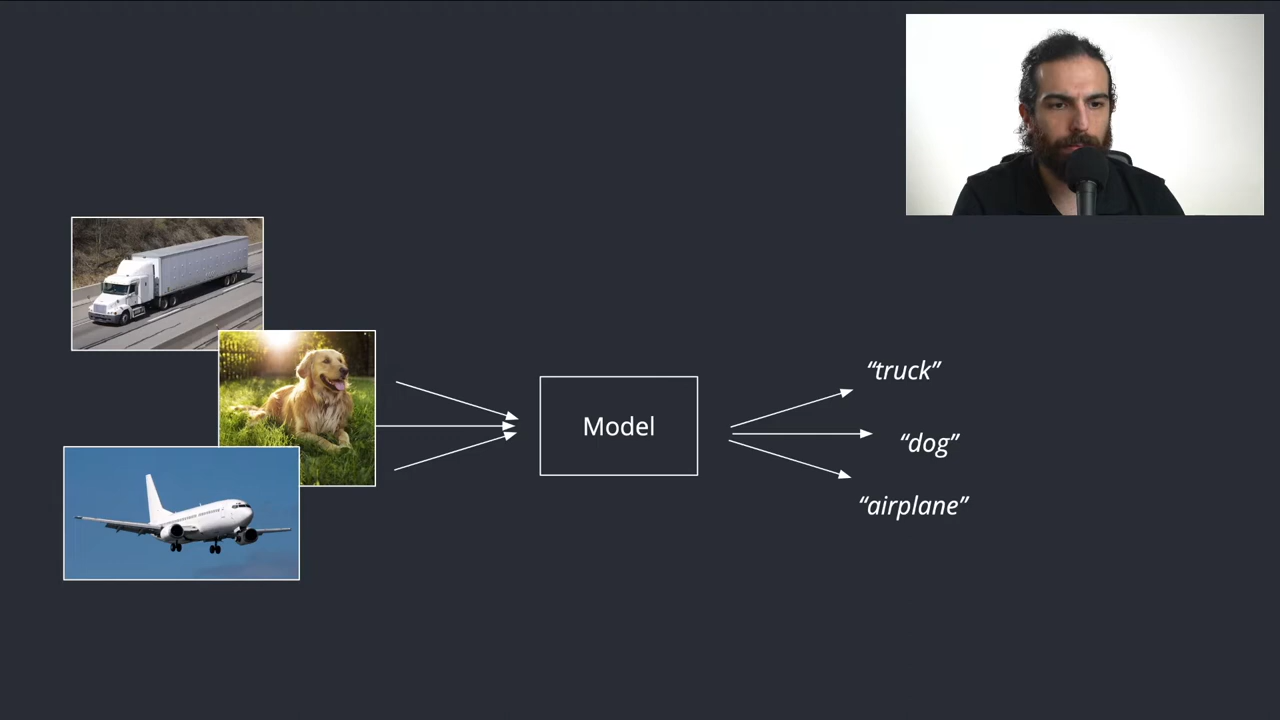 Model
“truck”
“dog”
“airplane”